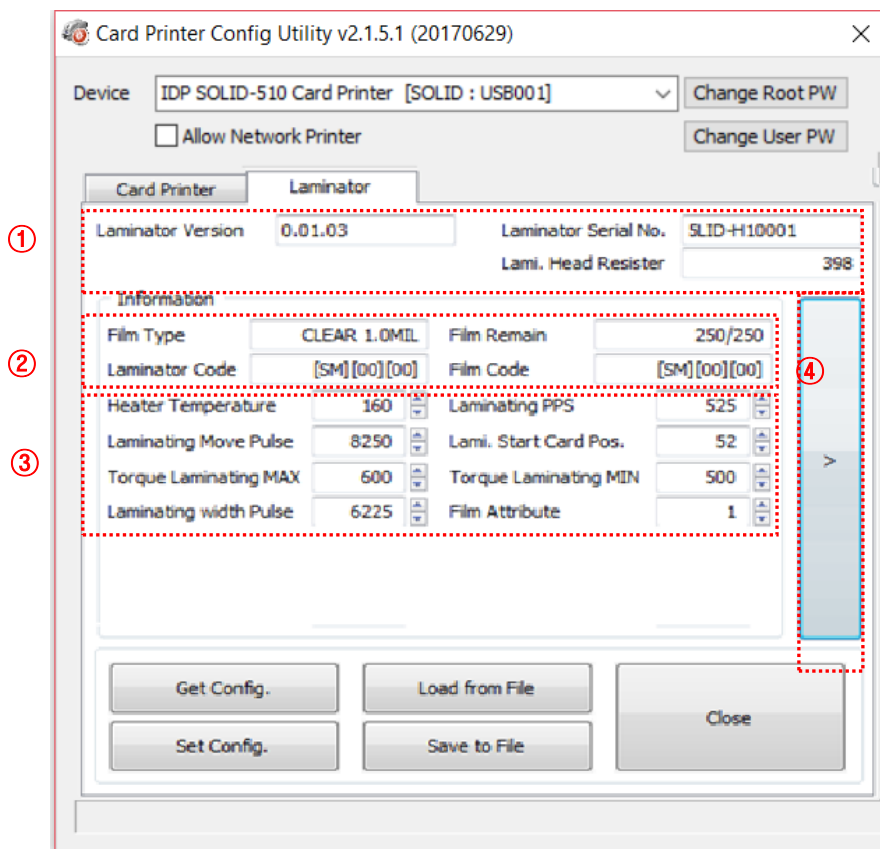 Card Printer Config Utility v2.1.5.1 (20170629)
Device IDP SOLID-510 Card Printer [SOLID : USB001] Change Root PW
Allow Network Printer Change User PW
Card Printer Laminator
① Laminator Version 0.01.03 Laminator Serial No. SLID-H10001
Lami. Head Resister 398
Information
Film Type CLEAR 1.0MIL Film Remain 250/250
② Laminator Code [SM][00][00] Film Code [SM][00][00] ④
Heater Temperature 160 Laminating PPS 525
Laminating Move Pulse 8250 Lami. Start Card Pos. 52
③ >
Torque Laminating MAX 600 Torque Laminating MIN 500
Laminating width Pulse 6225 Film Attribute 1
Get Config. Load from File
Close
Set Config. Save to File